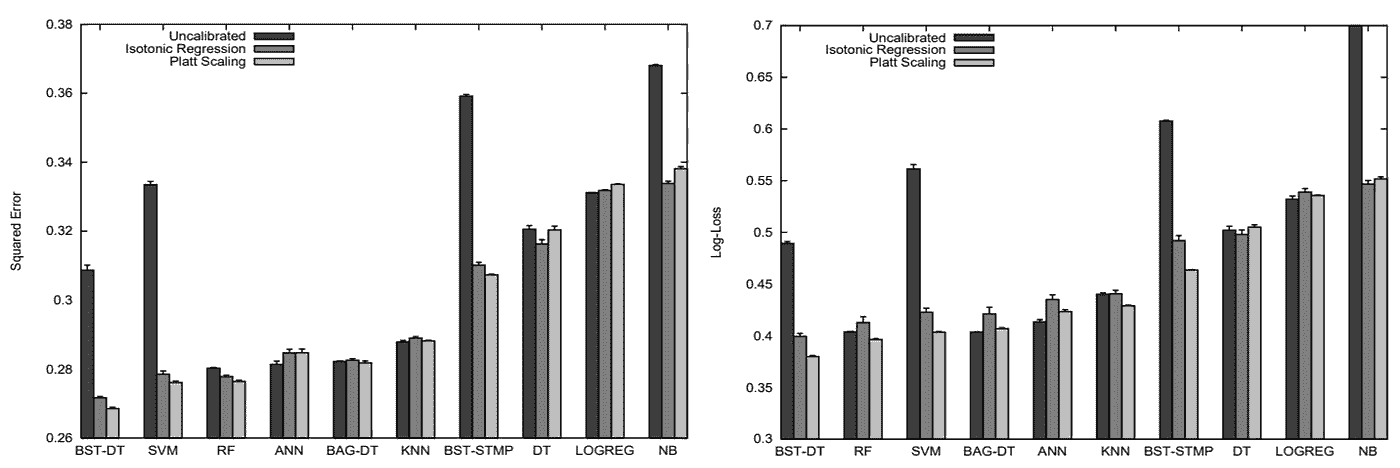 0.38
0.36
0.34
0.32
0.3
0.28
0.26
Squared Error
Uncalibrated
Isotonic Regression
Platt Scaling
BST-DT SVM RF ANN BAG-DT KNN BST-STMP DT LOGREG NB
0.7
0.65
0.6
0.55
0.5
0.45
0.4
0.35
0.3
Log-Loss
Uncalibrated
Isotonic Regression
Platt Scaling
BST-DT RF SVM BAG-DT ANN KNN BST-STMP DT LOGREG NB